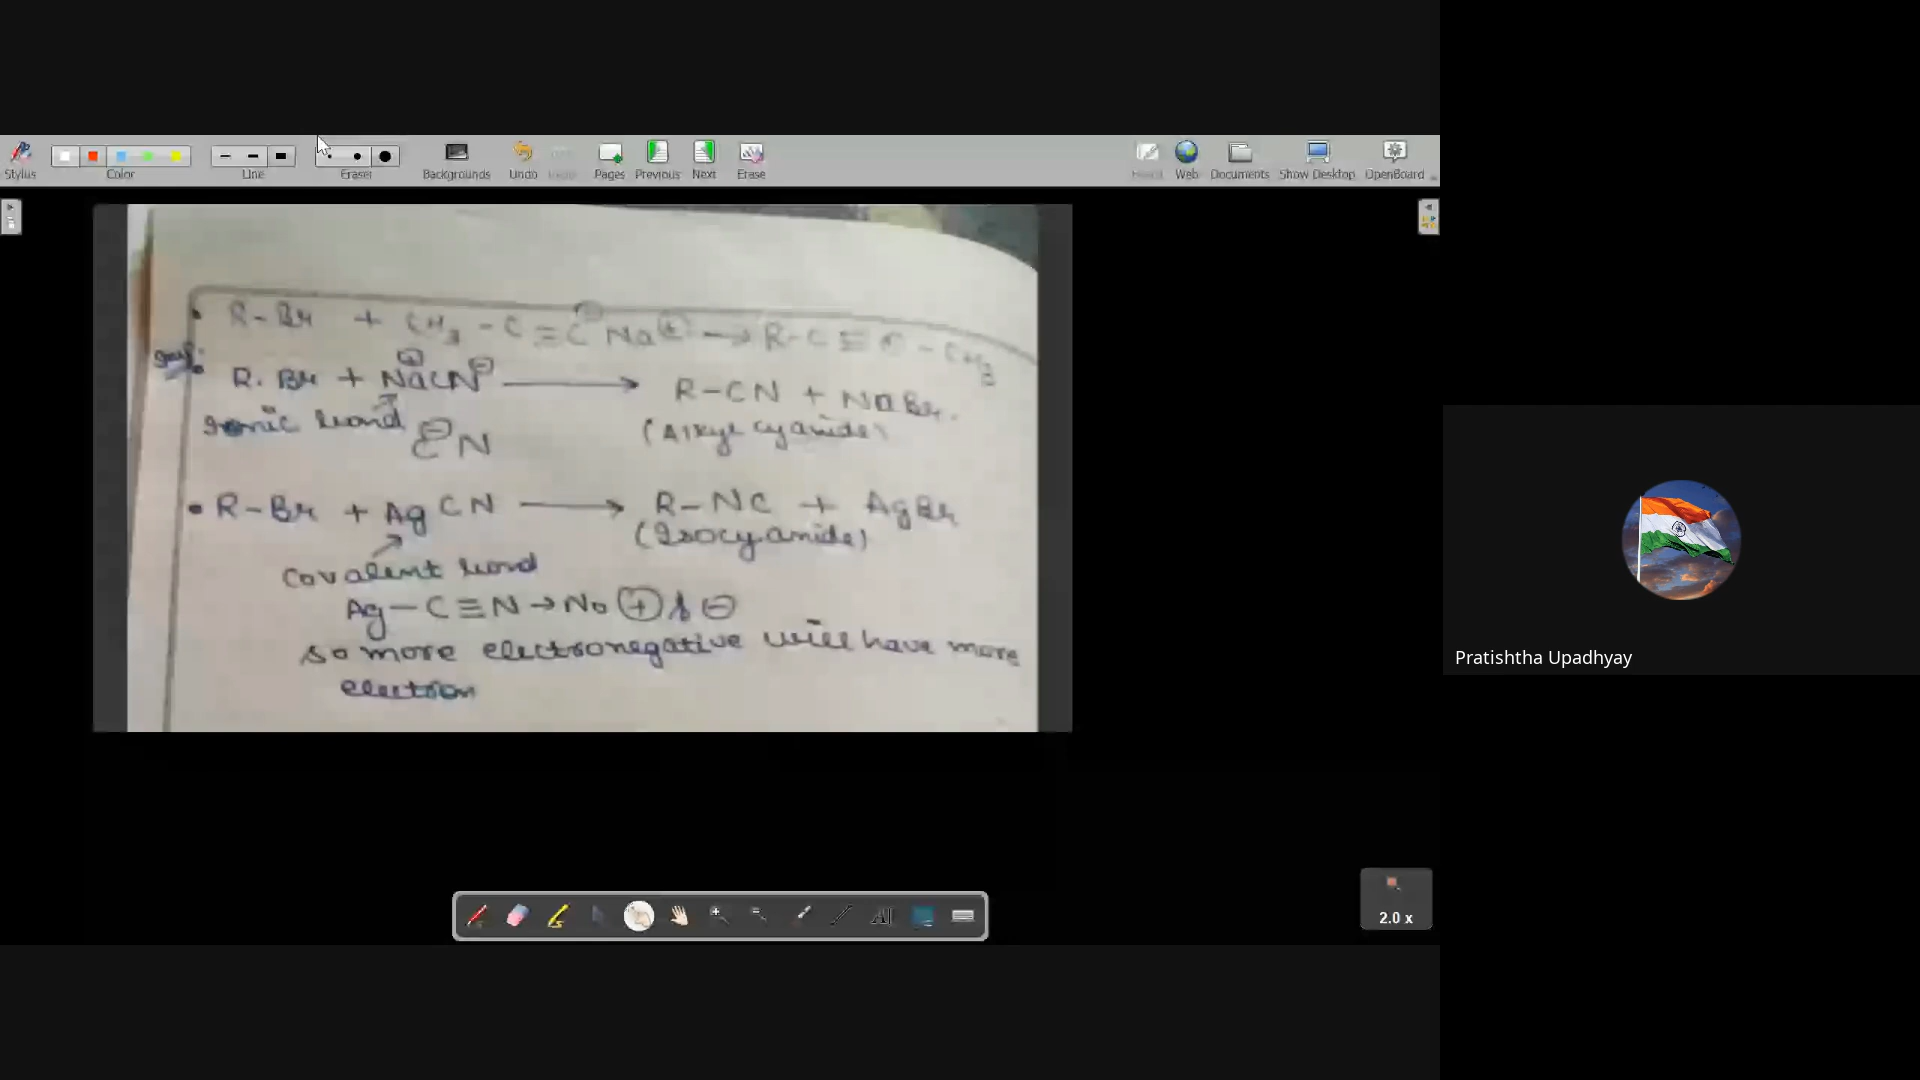 Stylus Color Line Eraser Backgrounds Undo Pages Previous Next Erase Web Documents Show Desktop OpenBoard
• R-Br + CH3-C≡C⊖ Na⊕ → R-C≡C-CH3
R.Br + Na⊕CN⊖ → R-CN + NaBr.
Ionic bond (Alkyl cyanide)
C⊖N
• R-Br + AgCN → R-NC + AgBr
(Isocyanide)
covalent bond
Ag-C≡N→No ⊕ & ⊖
so more electronegative will have more
electron
Pratishtha Upadhyay
2.0 x